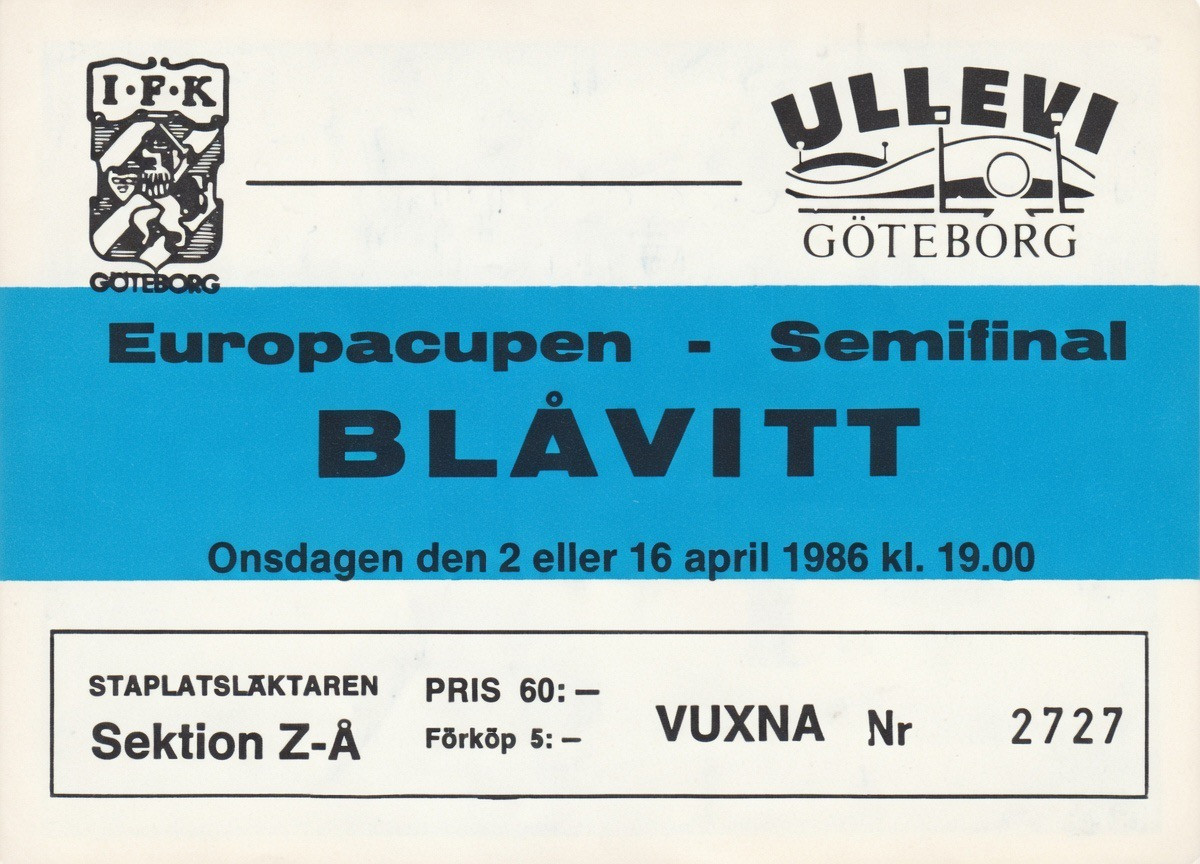 I·F·K
GÖTEBORG
ULLEVI
GÖTEBORG
Europacupen - Semifinal
BLÅVITT
Onsdagen den 2 eller 16 april 1986 kl. 19.00
STAPLATSLÄKTAREN
Sektion Z-Å
PRIS 60:—
Förköp 5:—
VUXNA Nr 2727